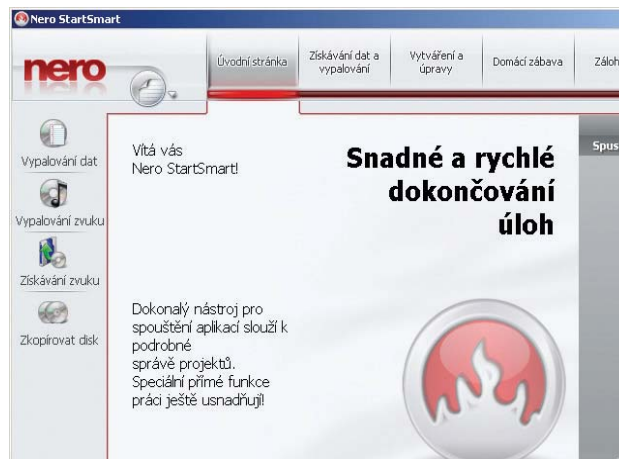 Nero StartSmart
nero
Úvodní stránka
Získávání dat a
vypalování
Vytváření a
úpravy
Domácí zábava
Záloh
Vypalování dat
Vypalování zvuku
Získávání zvuku
Zkopírovat disk
Vítá vás
Nero StartSmart!
Snadné a rychlé
dokončování
úloh
Spus
Dokonalý nástroj pro
spouštění aplikací slouží k
podrobné
správě projektů.
Speciální přímé funkce
práci ještě usnadňují!